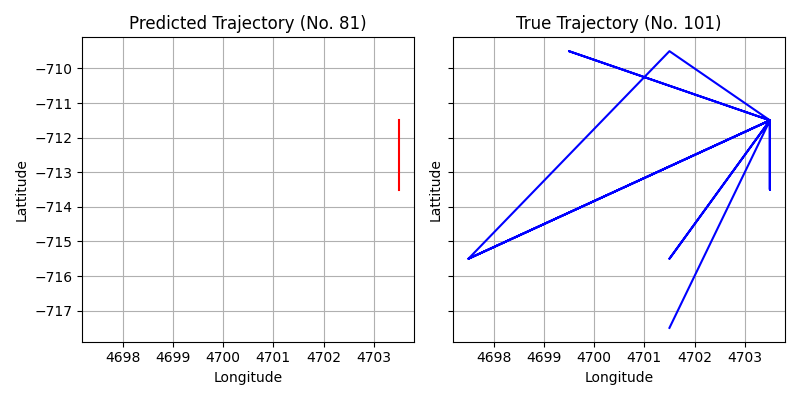 Predicted Trajectory (No. 81)
True Trajectory (No. 101)
−710
−711
−712
−713
−714
−715
−716
−717
Lattitude
Lattitude
4698 4699 4700 4701 4702 4703
4698 4699 4700 4701 4702 4703
Longitude
Longitude